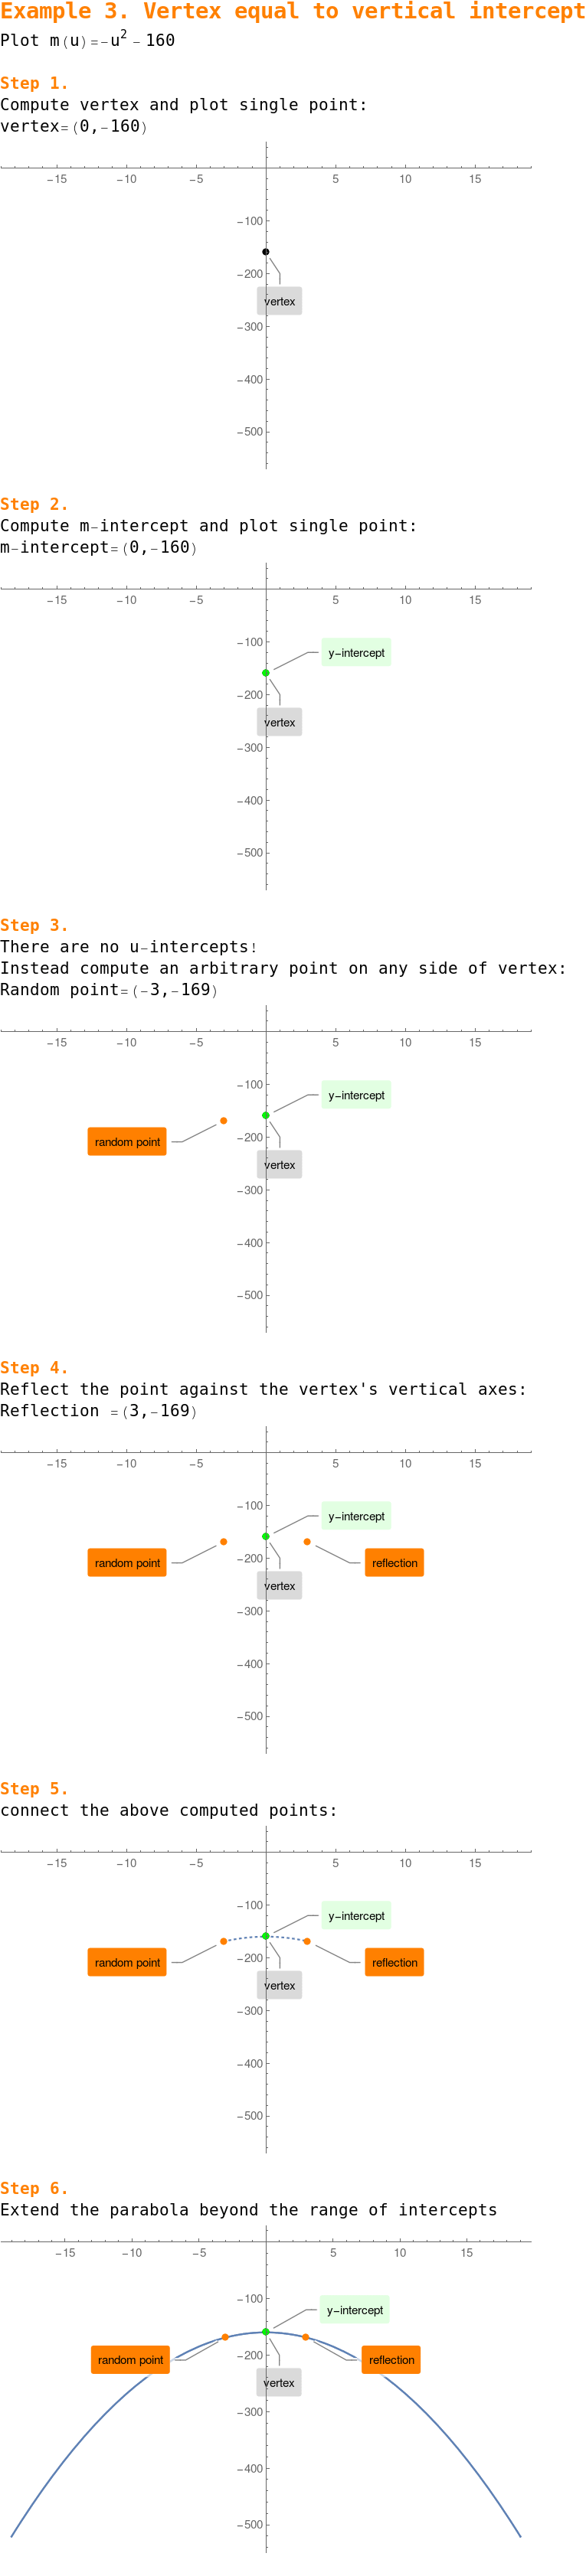 Example 3. Vertex equal to vertical intercept
Plot m(u)=-u² - 160
Step 1.
Compute vertex and plot single point:
vertex=(0,-160)
-15 -10 -5 5 10 15
-100
-200
vertex
-300
-400
-500
Step 2.
Compute m-intercept and plot single point:
m-intercept=(0,-160)
-15 -10 -5 5 10 15
-100
y-intercept
-200
vertex
-300
-400
-500
Step 3.
There are no u-intercepts!
Instead compute an arbitrary point on any side of vertex:
Random point=(-3,-169)
-15 -10 -5 5 10 15
-100
y-intercept
-200
random point
vertex
-300
-400
-500
Step 4.
Reflect the point against the vertex's vertical axes:
Reflection =(3,-169)
-15 -10 -5 5 10 15
-100
y-intercept
-200
random point reflection
vertex
-300
-400
-500
Step 5.
connect the above computed points:
-15 -10 -5 5 10 15
-100
y-intercept
-200
random point reflection
vertex
-300
-400
-500
Step 6.
Extend the parabola beyond the range of intercepts
-15 -10 -5 5 10 15
-100
y-intercept
-200
random point reflection
vertex
-300
-400
-500